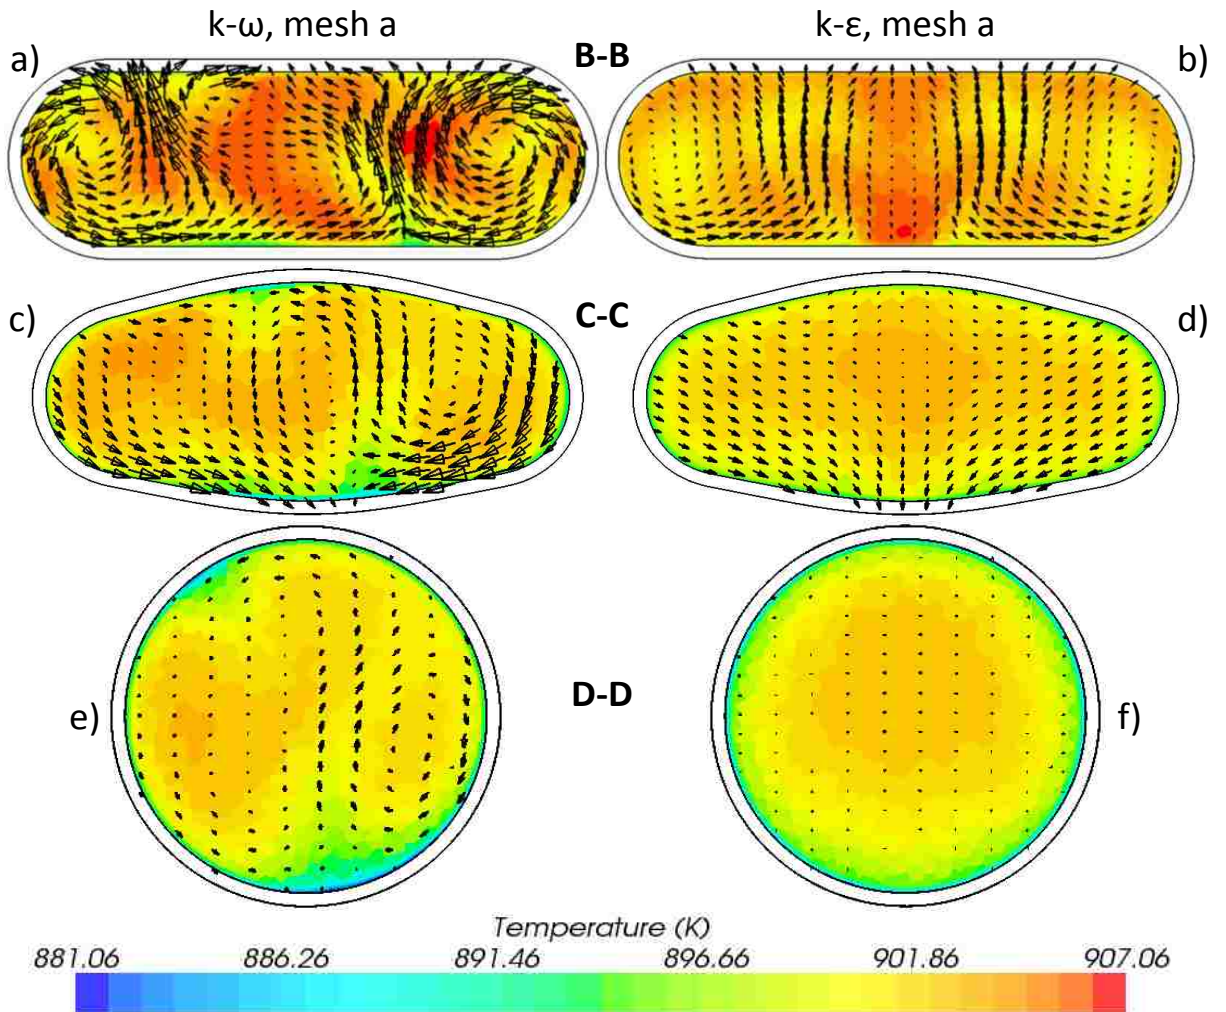 k-ω, mesh a
k-ε, mesh a
a)
B-B
b)
c)
C-C
d)
e)
D-D
f)
Temperature (K)
881.06 886.26 891.46 896.66 901.86 907.06